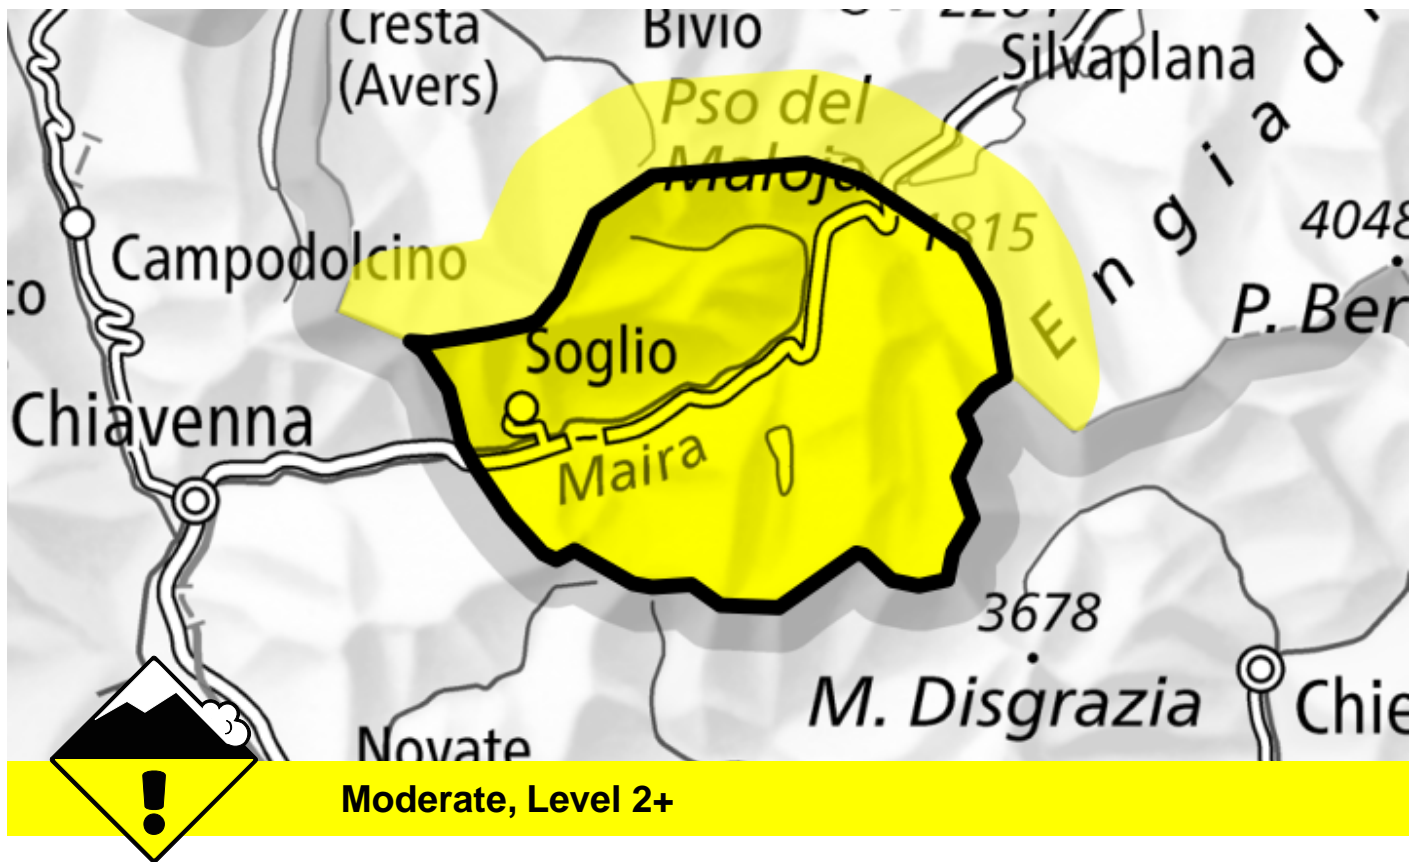 Cresta
(Avers)
Bivio
Silvaplana
Pso del
Maloja
1815
Campodolcino
4048
P. Ber
Engiad
Soglio
Chiavenna
Maira
3678
M. Disgrazia
Chie
Novate
Moderate, Level 2+